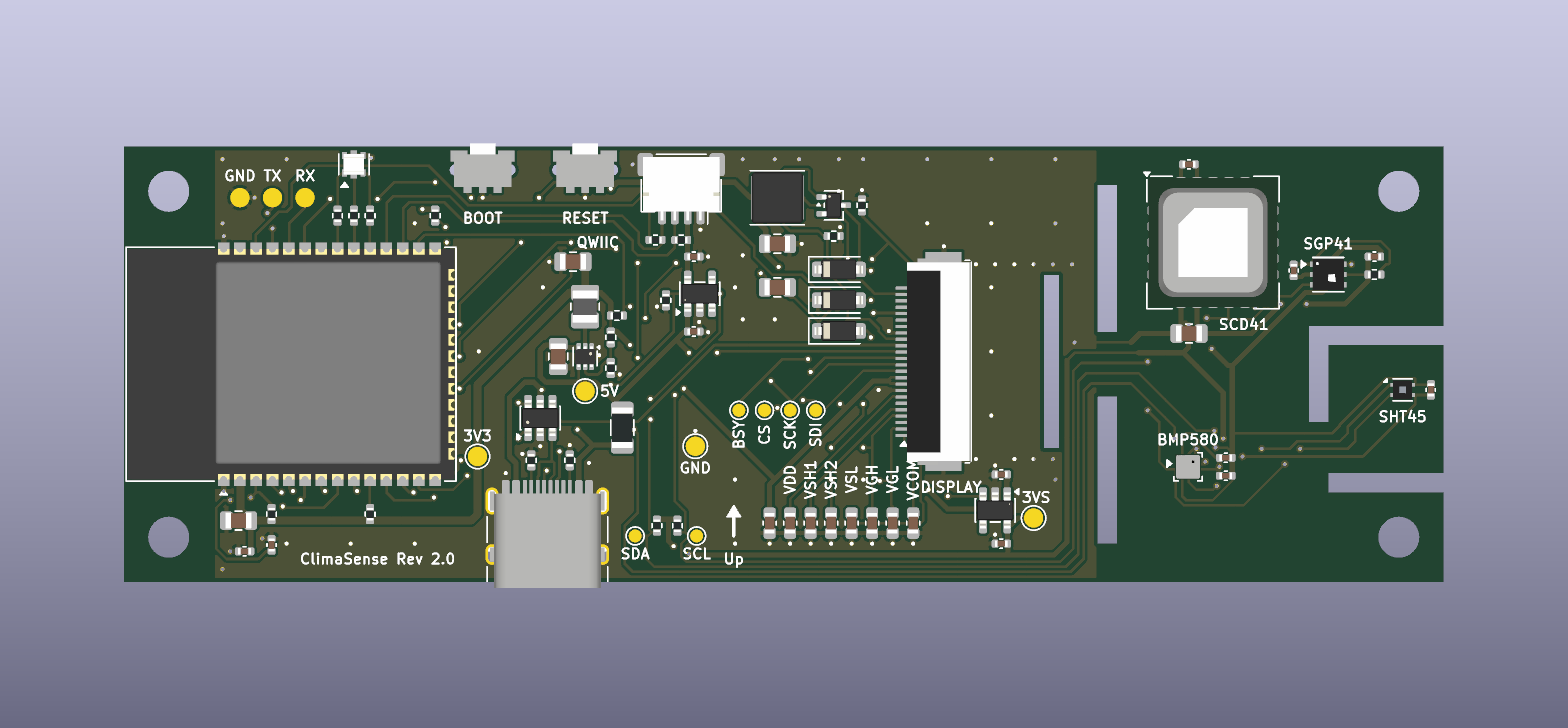 GND TX RX
BOOT
RESET
QWIIC
SGP41
SCD41
5V
SHT45
3V3
BSY
CS
SCK
SDI
BMP580
GND
VDD
VSH1
VSH2
VSL
VGH
VGL
VCOM
DISPLAY
3VS
ClimaSense Rev 2.0
SDA
SCL
Up